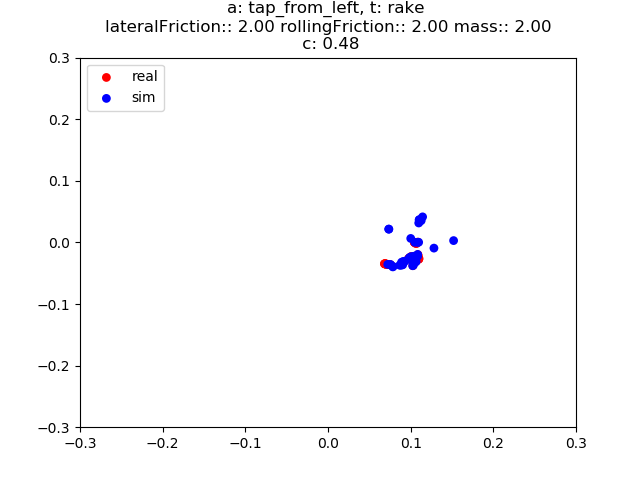 a: tap_from_left, t: rake
lateralFriction:: 2.00 rollingFriction:: 2.00 mass:: 2.00
c: 0.48
real
sim
0.3
0.2
0.1
0.0
−0.1
−0.2
−0.3
−0.3
−0.2
−0.1
0.0
0.1
0.2
0.3